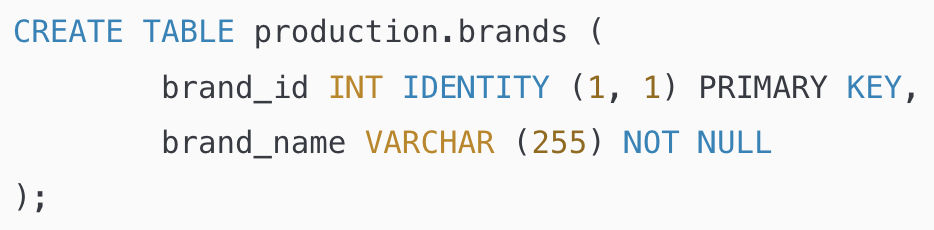 CREATE TABLE production.brands (
brand_id INT IDENTITY (1, 1) PRIMARY KEY,
brand_name VARCHAR (255) NOT NULL
);